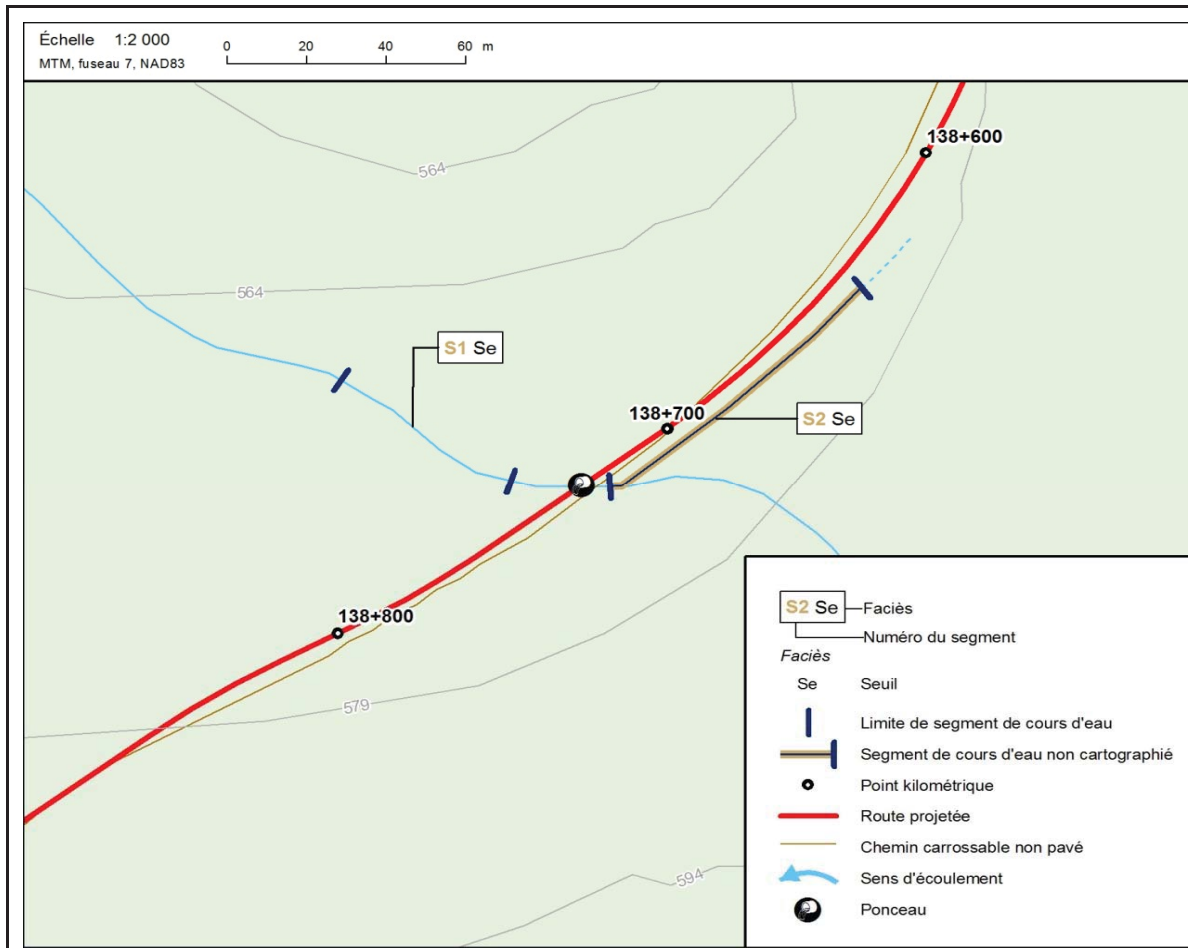 Échelle 1:2 000
0 20 40 60 m
MTM, fuseau 7, NAD83
138+600
564
564
S1 Se
138+700
S2 Se
138+800
579
594
S2 Se
Faciès
Numéro du segment
Faciès
Se Seuil
Limite de segment de cours d'eau
Segment de cours d'eau non cartographié
Point kilométrique
Route projetée
Chemin carrossable non pavé
Sens d'écoulement
Ponceau